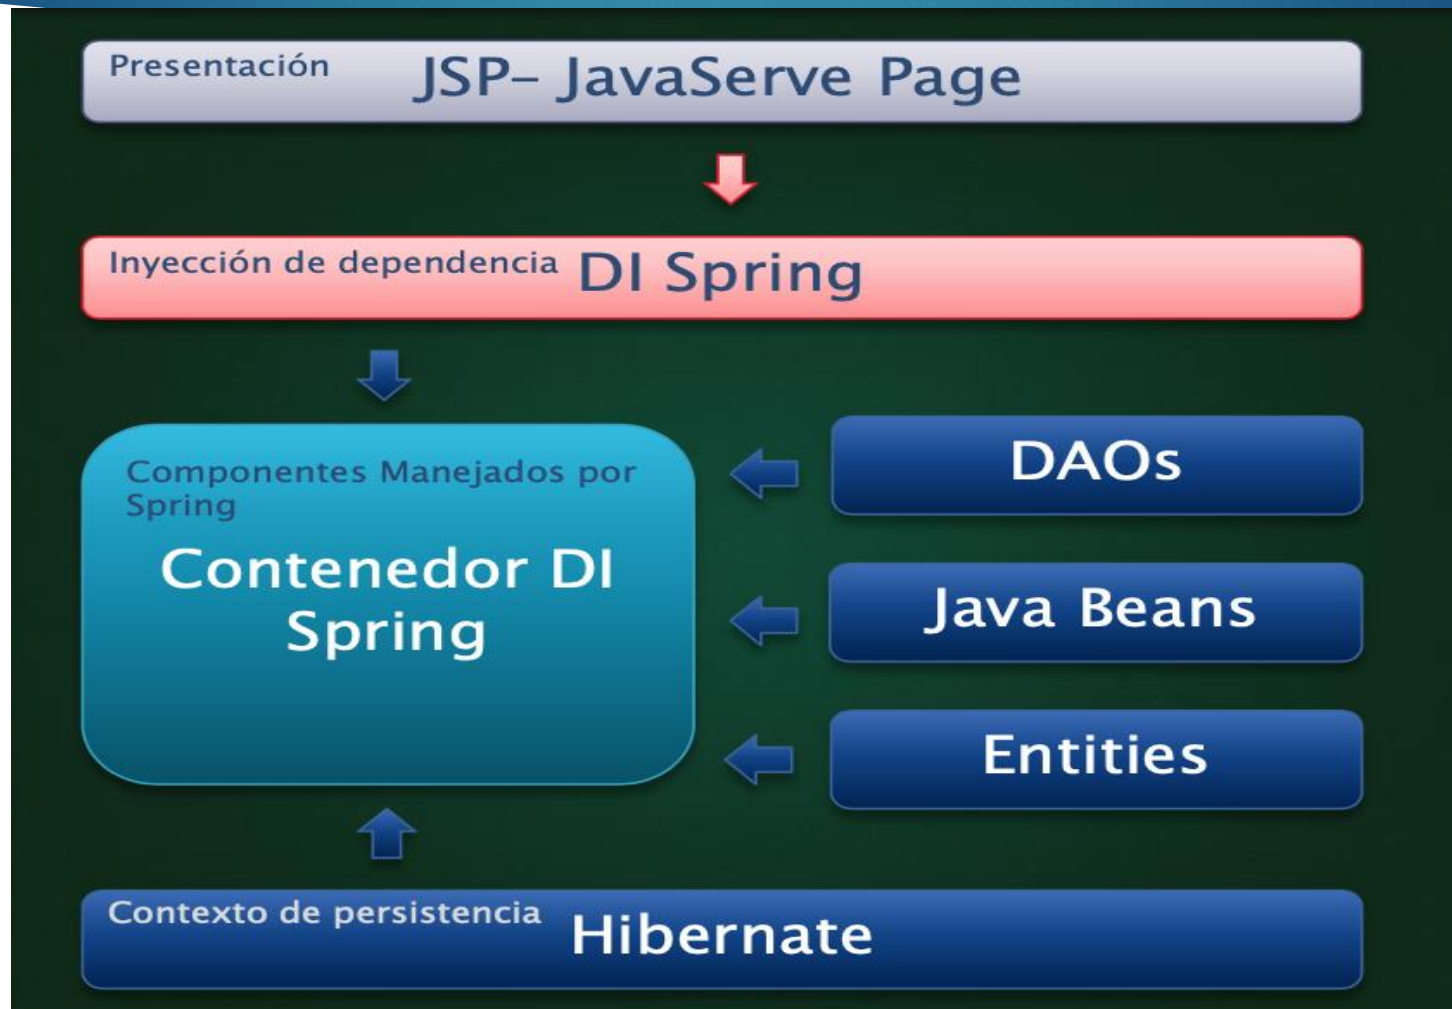 Presentación JSP– JavaServe Page
Inyección de dependencia DI Spring
Componentes Manejados por
Spring
Contenedor DI
Spring
DAOs
Java Beans
Entities
Contexto de persistencia Hibernate